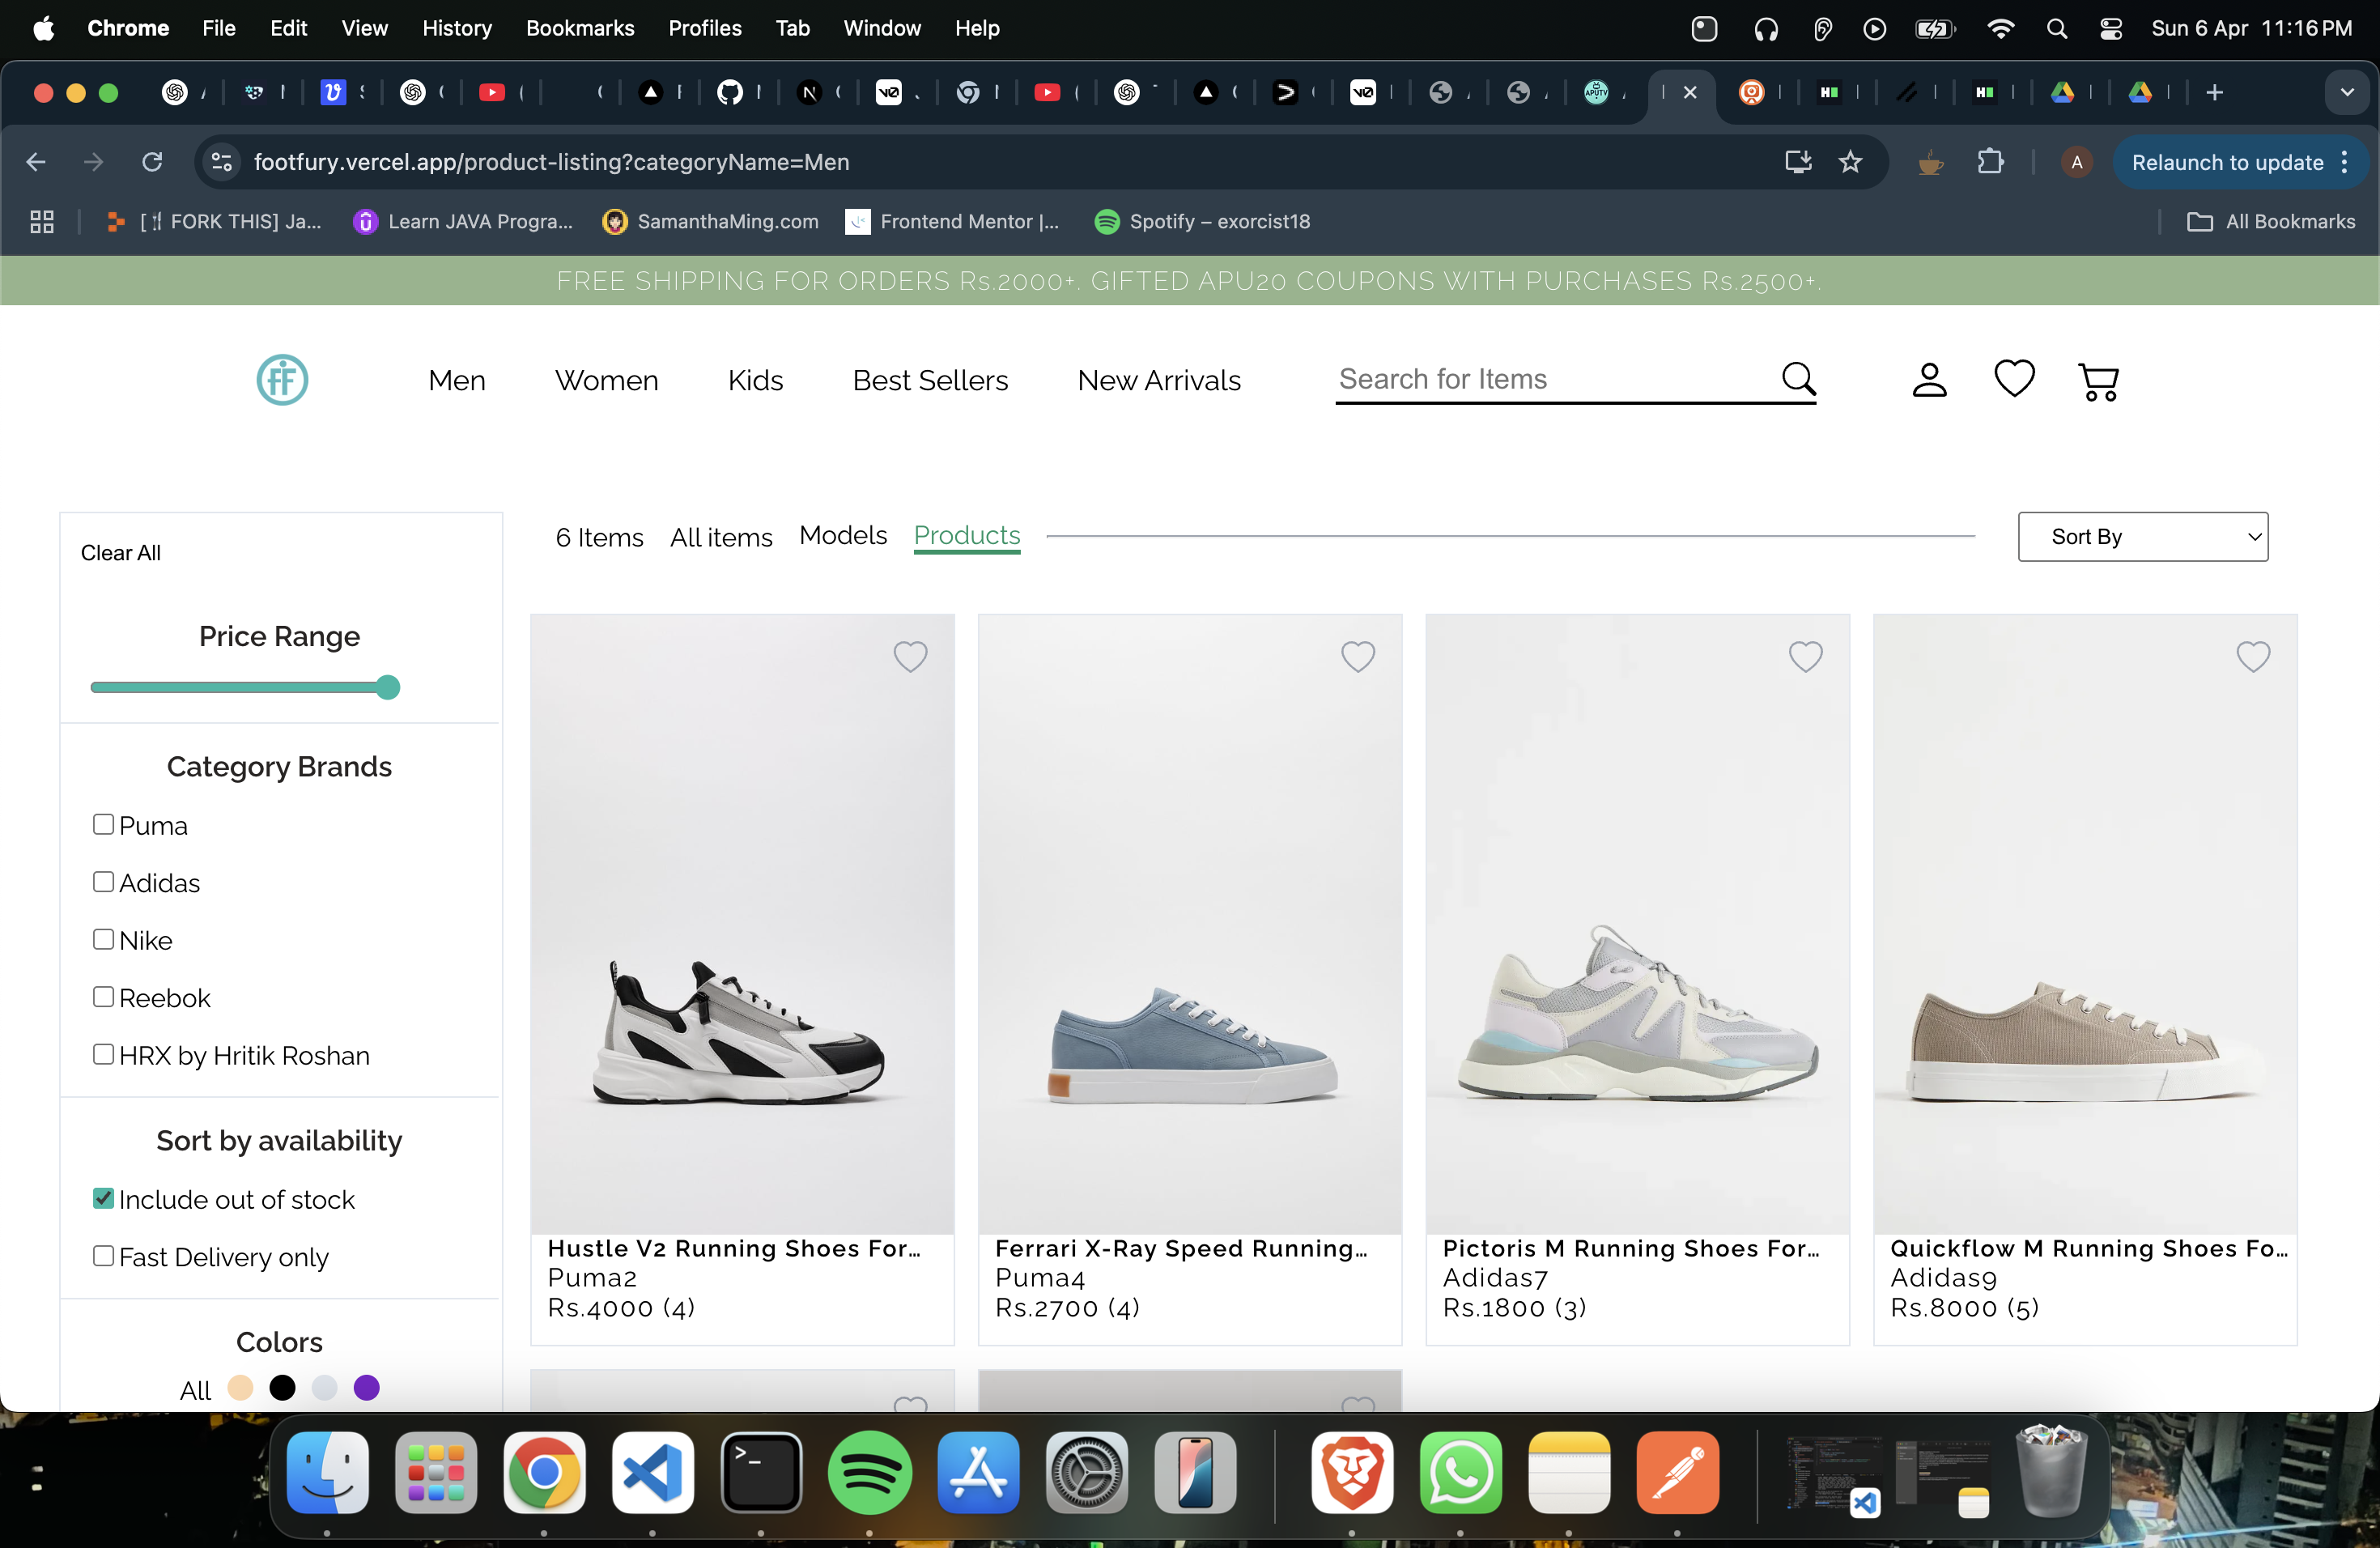 Chrome File Edit View History Bookmarks Profiles Tab Window Help Sun 6 Apr 11:16 PM
footfury.vercel.app/product-listing?categoryName=Men A Relaunch to update
[🍴 FORK THIS] Ja... Learn JAVA Progra... SamanthaMing.com Frontend Mentor |... Spotify – exorcist18 All Bookmarks
FREE SHIPPING FOR ORDERS Rs.2000+. GIFTED APU20 COUPONS WITH PURCHASES Rs.2500+.
Men Women Kids Best Sellers New Arrivals Search for Items
Clear All
Price Range
Category Brands
Puma
Adidas
Nike
Reebok
HRX by Hritik Roshan
Sort by availability
Include out of stock
Fast Delivery only
Colors
All
6 Items All items Models Products Sort By
Hustle V2 Running Shoes For...
Puma2
Rs.4000 (4)
Ferrari X-Ray Speed Running...
Puma4
Rs.2700 (4)
Pictoris M Running Shoes For...
Adidas7
Rs.1800 (3)
Quickflow M Running Shoes Fo...
Adidas9
Rs.8000 (5)